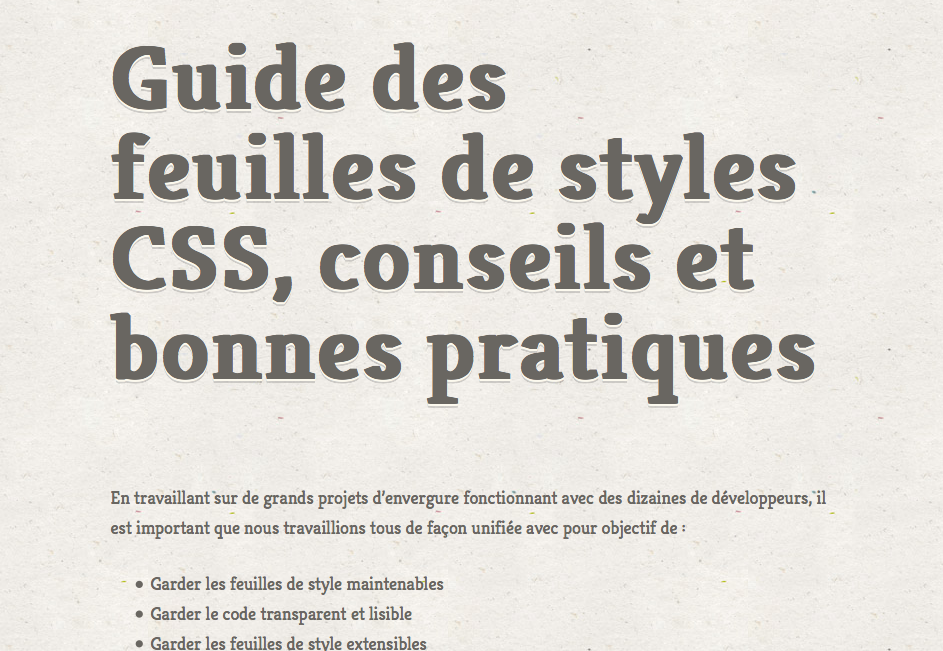 Guide des
feuilles de styles
CSS, conseils et
bonnes pratiques
En travaillant sur de grands projets d’envergure fonctionnant avec des dizaines de développeurs, il
est important que nous travaillions tous de façon unifiée avec pour objectif de :
• Garder les feuilles de style maintenables
• Garder le code transparent et lisible
• Garder les feuilles de style extensibles